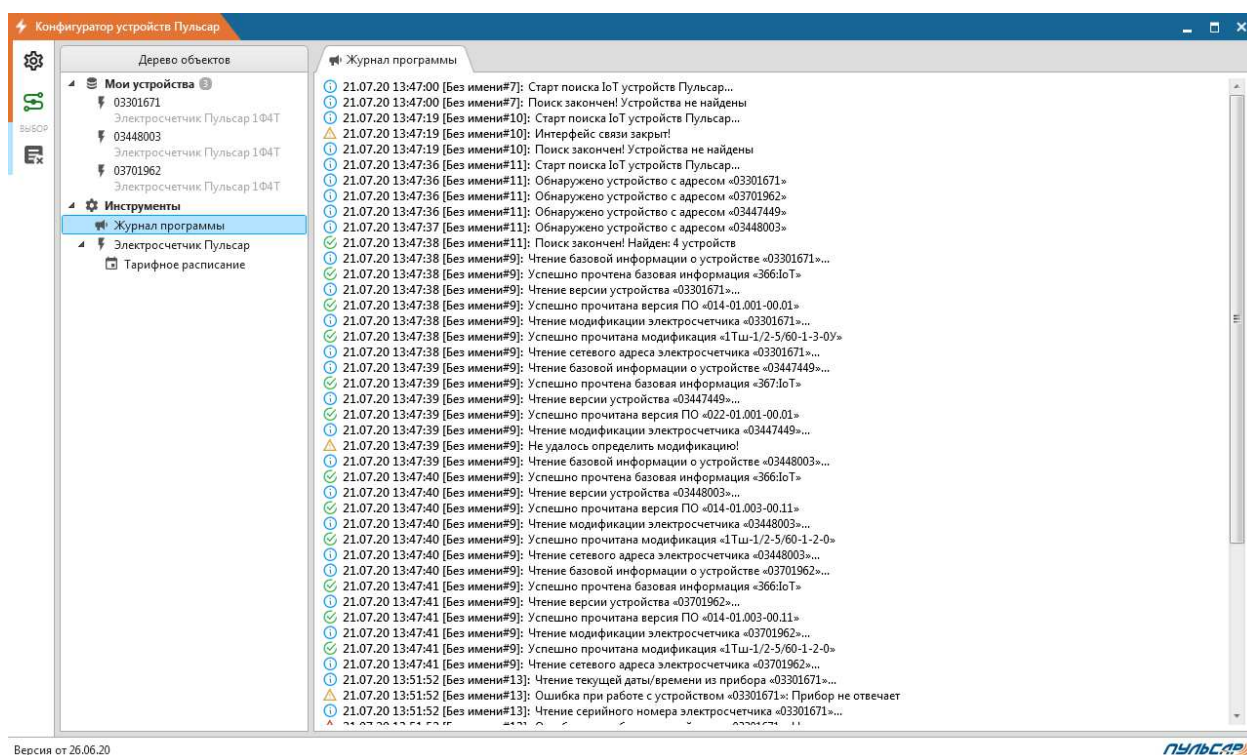 Конфигуратор устройств Пульсар
ВЫБОР
Дерево объектов
Мои устройства 3
03301671
Электросчетчик Пульсар 1Ф4Т
03448003
Электросчетчик Пульсар 1Ф4Т
03701962
Электросчетчик Пульсар 1Ф4Т
Инструменты
Журнал программы
Электросчетчик Пульсар
Тарифное расписание
Журнал программы
21.07.20 13:47:00 [Без имени#7]: Старт поиска IoT устройств Пульсар...
21.07.20 13:47:00 [Без имени#7]: Поиск закончен! Устройства не найдены
21.07.20 13:47:19 [Без имени#10]: Старт поиска IoT устройств Пульсар...
21.07.20 13:47:19 [Без имени#10]: Интерфейс связи закрыт!
21.07.20 13:47:19 [Без имени#10]: Поиск закончен! Устройства не найдены
21.07.20 13:47:36 [Без имени#11]: Старт поиска IoT устройств Пульсар...
21.07.20 13:47:36 [Без имени#11]: Обнаружено устройство с адресом «03301671»
21.07.20 13:47:36 [Без имени#11]: Обнаружено устройство с адресом «03701962»
21.07.20 13:47:36 [Без имени#11]: Обнаружено устройство с адресом «03447449»
21.07.20 13:47:37 [Без имени#11]: Обнаружено устройство с адресом «03448003»
21.07.20 13:47:38 [Без имени#11]: Поиск закончен! Найден: 4 устройств
21.07.20 13:47:38 [Без имени#9]: Чтение базовой информации о устройстве «03301671»...
21.07.20 13:47:38 [Без имени#9]: Успешно прочтена базовая информация «366:IoT»
21.07.20 13:47:38 [Без имени#9]: Чтение версии устройства «03301671»...
21.07.20 13:47:38 [Без имени#9]: Успешно прочитана версия ПО «014-01.001-00.01»
21.07.20 13:47:38 [Без имени#9]: Чтение модификации электросчетчика «03301671»...
21.07.20 13:47:38 [Без имени#9]: Успешно прочитана модификация «1Тш-1/2-5/60-1-3-0У»
21.07.20 13:47:38 [Без имени#9]: Чтение сетевого адреса электросчетчика «03301671»...
21.07.20 13:47:39 [Без имени#9]: Чтение базовой информации о устройстве «03447449»...
21.07.20 13:47:39 [Без имени#9]: Успешно прочтена базовая информация «367:IoT»
21.07.20 13:47:39 [Без имени#9]: Чтение версии устройства «03447449»...
21.07.20 13:47:39 [Без имени#9]: Успешно прочитана версия ПО «022-01.001-00.01»
21.07.20 13:47:39 [Без имени#9]: Чтение модификации электросчетчика «03447449»...
21.07.20 13:47:39 [Без имени#9]: Не удалось определить модификацию!
21.07.20 13:47:39 [Без имени#9]: Чтение базовой информации о устройстве «03448003»...
21.07.20 13:47:40 [Без имени#9]: Успешно прочтена базовая информация «366:IoT»
21.07.20 13:47:40 [Без имени#9]: Чтение версии устройства «03448003»...
21.07.20 13:47:40 [Без имени#9]: Успешно прочитана версия ПО «014-01.003-00.11»
21.07.20 13:47:40 [Без имени#9]: Чтение модификации электросчетчика «03448003»...
21.07.20 13:47:40 [Без имени#9]: Успешно прочитана модификация «1Тш-1/2-5/60-1-2-0»
21.07.20 13:47:40 [Без имени#9]: Чтение сетевого адреса электросчетчика «03448003»...
21.07.20 13:47:40 [Без имени#9]: Чтение базовой информации о устройстве «03701962»...
21.07.20 13:47:41 [Без имени#9]: Успешно прочтена базовая информация «366:IoT»
21.07.20 13:47:41 [Без имени#9]: Чтение версии устройства «03701962»...
21.07.20 13:47:41 [Без имени#9]: Успешно прочитана версия ПО «014-01.003-00.11»
21.07.20 13:47:41 [Без имени#9]: Чтение модификации электросчетчика «03701962»...
21.07.20 13:47:41 [Без имени#9]: Успешно прочитана модификация «1Тш-1/2-5/60-1-2-0»
21.07.20 13:47:41 [Без имени#9]: Чтение сетевого адреса электросчетчика «03701962»...
21.07.20 13:51:52 [Без имени#13]: Чтение текущей даты/времени из прибора «03301671»...
21.07.20 13:51:52 [Без имени#13]: Ошибка при работе с устройством «03301671»: Прибор не отвечает
21.07.20 13:51:52 [Без имени#13]: Чтение серийного номера электросчетчика «03301671»...
Версия от 26.06.20
ПУЛЬСАР